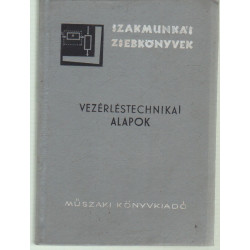 SZAKMUNKÁS
ZSEBKÖNYVEK
VEZÉRLÉSTECHNIKAI
ALAPOK
MŰSZAKI KÖNYVKIADÓ